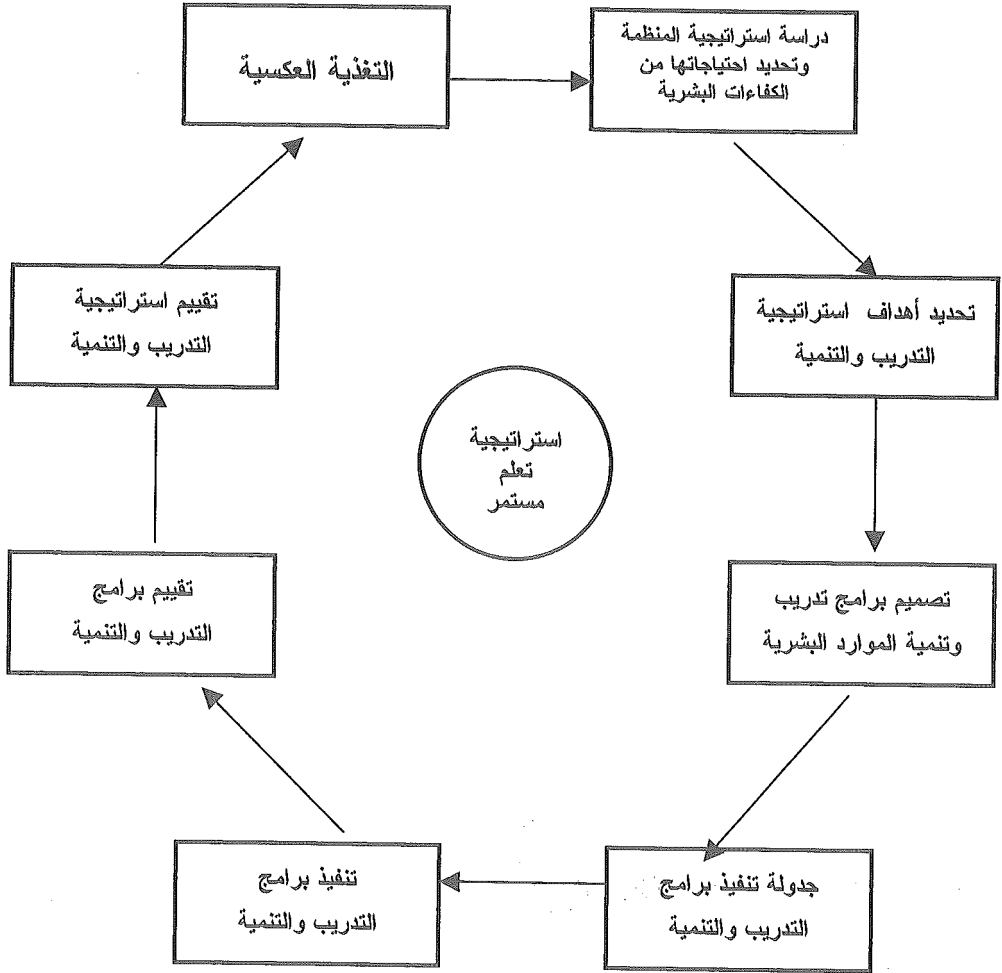 دراسة استراتيجية المنظمة
وتحديد احتياجاتها من
الكفاءات البشرية
تحديد أهداف استراتيجية
التدريب والتنمية
تصميم برامج تدريب
وتنمية الموارد البشرية
جدولة تنفيذ برامج
التدريب والتنمية
تنفيذ برامج
التدريب والتنمية
تقييم برامج
التدريب والتنمية
تقييم استراتيجية
التدريب والتنمية
التغذية العكسية
استراتيجية
تعلم
مستمر